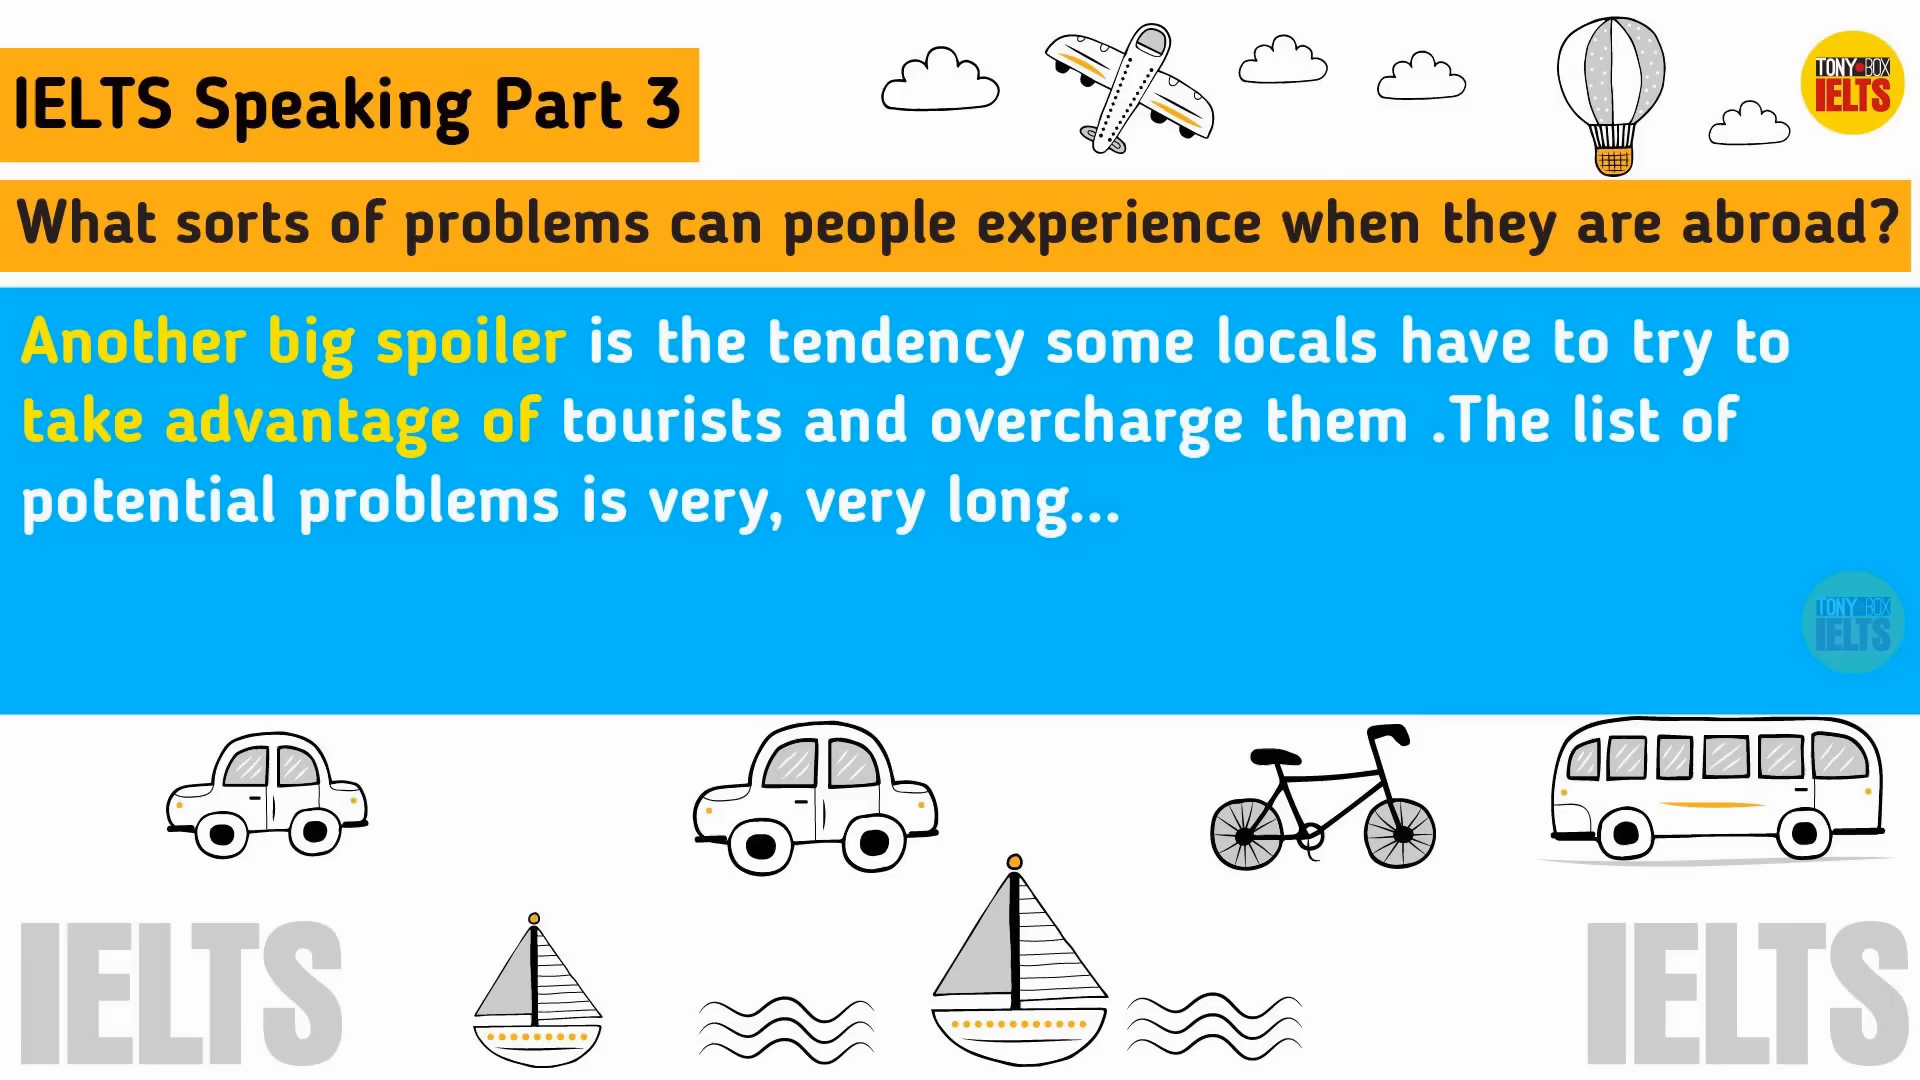 IELTS Speaking Part 3
TONY BOX
IELTS
What sorts of problems can people experience when they are abroad?
Another big spoiler is the tendency some locals have to try to
take advantage of tourists and overcharge them .The list of
potential problems is very, very long...
TONY BOX
IELTS
IELTS
IELTS